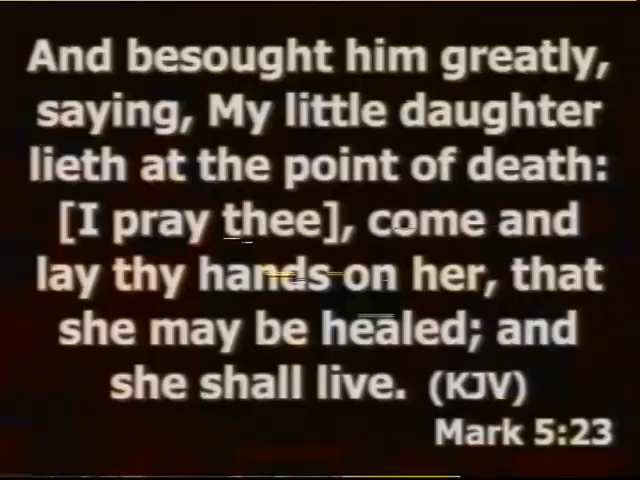 And besought him greatly,
saying, My little daughter
lieth at the point of death:
[I pray thee], come and
lay thy hands on her, that
she may be healed; and
she shall live. (KJV)
Mark 5:23